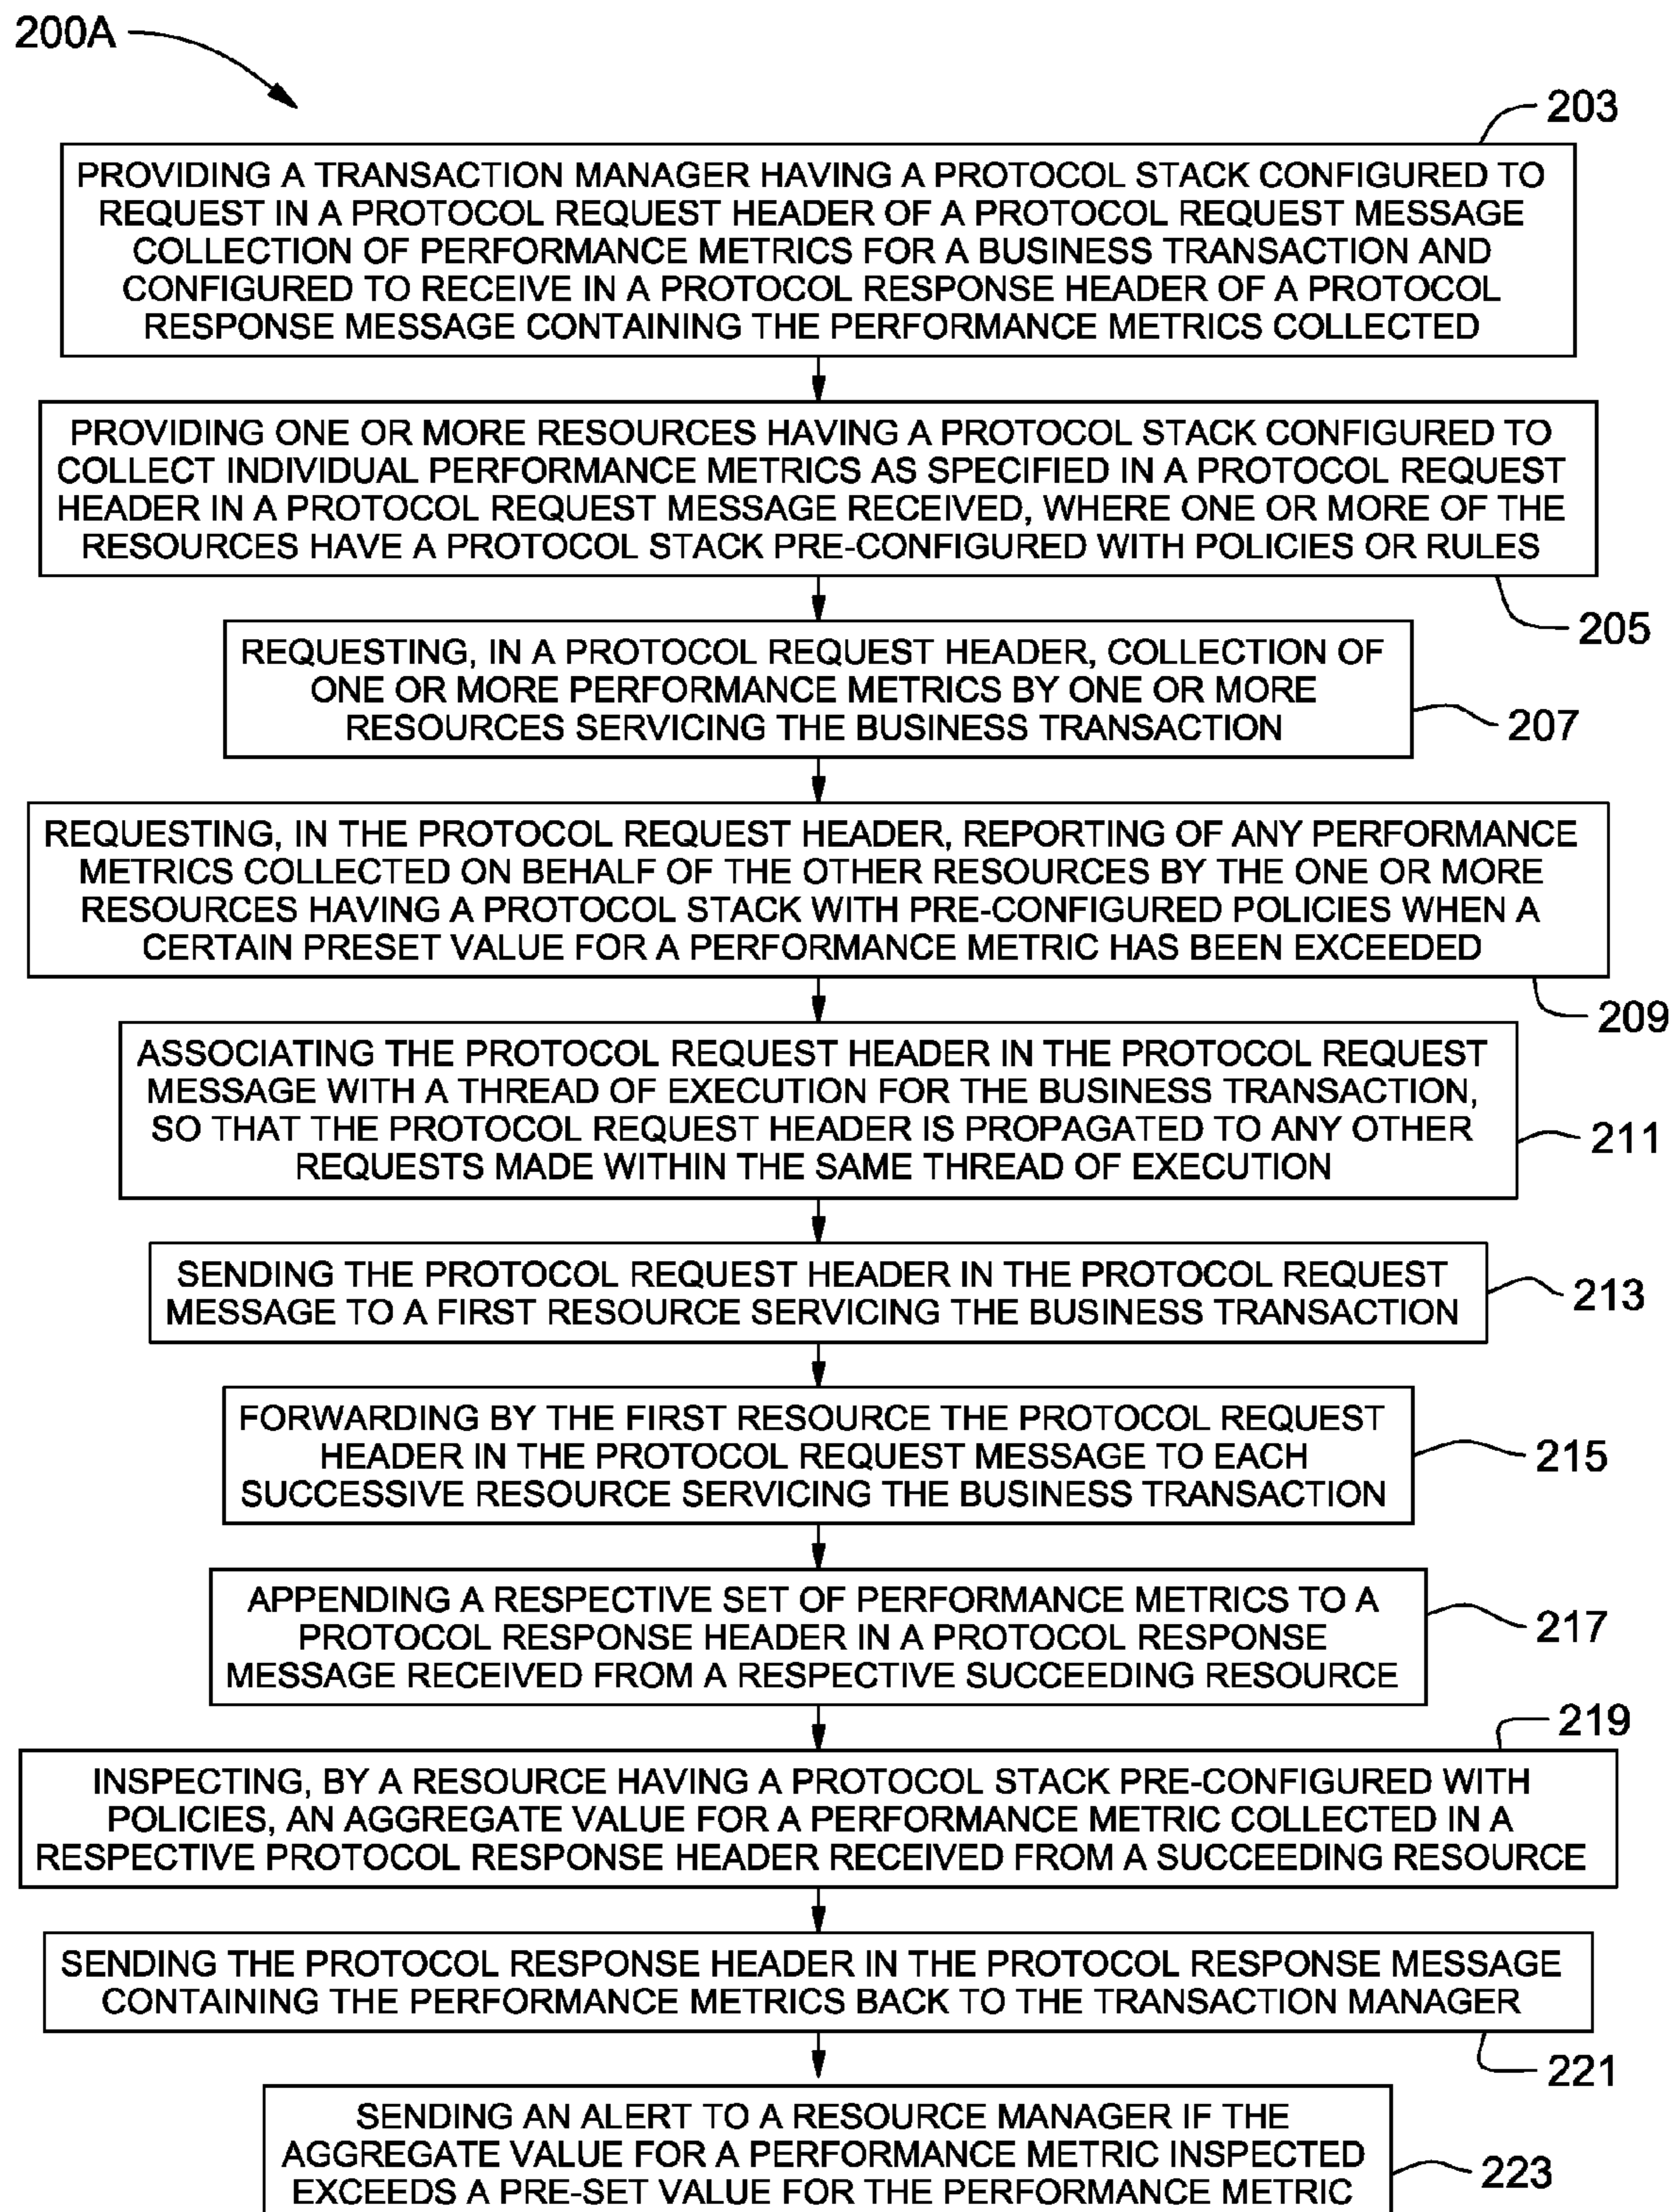 200A
203
PROVIDING A TRANSACTION MANAGER HAVING A PROTOCOL STACK CONFIGURED TO
REQUEST IN A PROTOCOL REQUEST HEADER OF A PROTOCOL REQUEST MESSAGE
COLLECTION OF PERFORMANCE METRICS FOR A BUSINESS TRANSACTION AND
CONFIGURED TO RECEIVE IN A PROTOCOL RESPONSE HEADER OF A PROTOCOL
RESPONSE MESSAGE CONTAINING THE PERFORMANCE METRICS COLLECTED
PROVIDING ONE OR MORE RESOURCES HAVING A PROTOCOL STACK CONFIGURED TO
COLLECT INDIVIDUAL PERFORMANCE METRICS AS SPECIFIED IN A PROTOCOL REQUEST
HEADER IN A PROTOCOL REQUEST MESSAGE RECEIVED, WHERE ONE OR MORE OF THE
RESOURCES HAVE A PROTOCOL STACK PRE-CONFIGURED WITH POLICIES OR RULES
205
REQUESTING, IN A PROTOCOL REQUEST HEADER, COLLECTION OF
ONE OR MORE PERFORMANCE METRICS BY ONE OR MORE
RESOURCES SERVICING THE BUSINESS TRANSACTION
207
REQUESTING, IN THE PROTOCOL REQUEST HEADER, REPORTING OF ANY PERFORMANCE
METRICS COLLECTED ON BEHALF OF THE OTHER RESOURCES BY THE ONE OR MORE
RESOURCES HAVING A PROTOCOL STACK WITH PRE-CONFIGURED POLICIES WHEN A
CERTAIN PRESET VALUE FOR A PERFORMANCE METRIC HAS BEEN EXCEEDED
209
ASSOCIATING THE PROTOCOL REQUEST HEADER IN THE PROTOCOL REQUEST
MESSAGE WITH A THREAD OF EXECUTION FOR THE BUSINESS TRANSACTION,
SO THAT THE PROTOCOL REQUEST HEADER IS PROPAGATED TO ANY OTHER
REQUESTS MADE WITHIN THE SAME THREAD OF EXECUTION
211
SENDING THE PROTOCOL REQUEST HEADER IN THE PROTOCOL REQUEST
MESSAGE TO A FIRST RESOURCE SERVICING THE BUSINESS TRANSACTION
213
FORWARDING BY THE FIRST RESOURCE THE PROTOCOL REQUEST
HEADER IN THE PROTOCOL REQUEST MESSAGE TO EACH
SUCCESSIVE RESOURCE SERVICING THE BUSINESS TRANSACTION
215
APPENDING A RESPECTIVE SET OF PERFORMANCE METRICS TO A
PROTOCOL RESPONSE HEADER IN A PROTOCOL RESPONSE
MESSAGE RECEIVED FROM A RESPECTIVE SUCCEEDING RESOURCE
217
219
INSPECTING, BY A RESOURCE HAVING A PROTOCOL STACK PRE-CONFIGURED WITH
POLICIES, AN AGGREGATE VALUE FOR A PERFORMANCE METRIC COLLECTED IN A
RESPECTIVE PROTOCOL RESPONSE HEADER RECEIVED FROM A SUCCEEDING RESOURCE
SENDING THE PROTOCOL RESPONSE HEADER IN THE PROTOCOL RESPONSE MESSAGE
CONTAINING THE PERFORMANCE METRICS BACK TO THE TRANSACTION MANAGER
221
SENDING AN ALERT TO A RESOURCE MANAGER IF THE
AGGREGATE VALUE FOR A PERFORMANCE METRIC INSPECTED
EXCEEDS A PRE-SET VALUE FOR THE PERFORMANCE METRIC
223